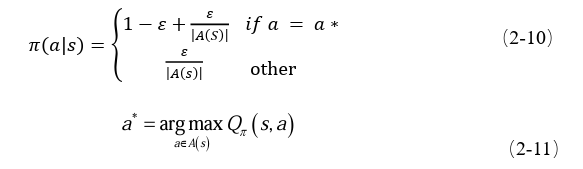 π(a|s) = { 1 − ε + ε/|A(S)|   if a = a *
ε/|A(s)|   other
(2-10)
a* = arg max_{a∈A(s)} Q_π (s,a)
(2-11)